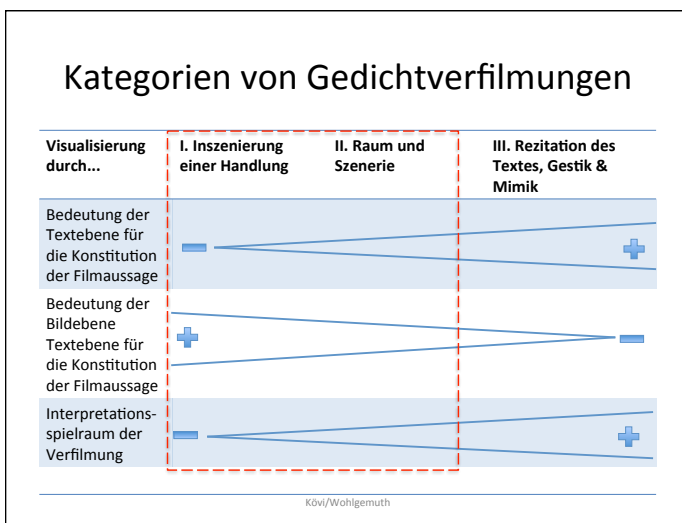 Kategorien von Gedichtverfilmungen
Visualisierung
durch...
I. Inszenierung
einer Handlung
II. Raum und
Szenerie
III. Rezitation des
Textes, Gestik &
Mimik
Bedeutung der
Textebene für
die Konstitution
der Filmaussage
Bedeutung der
Bildebene
Textebene für
die Konstitution
der Filmaussage
Interpretations-
spielraum der
Verfilmung
Kövi/Wohlgemuth